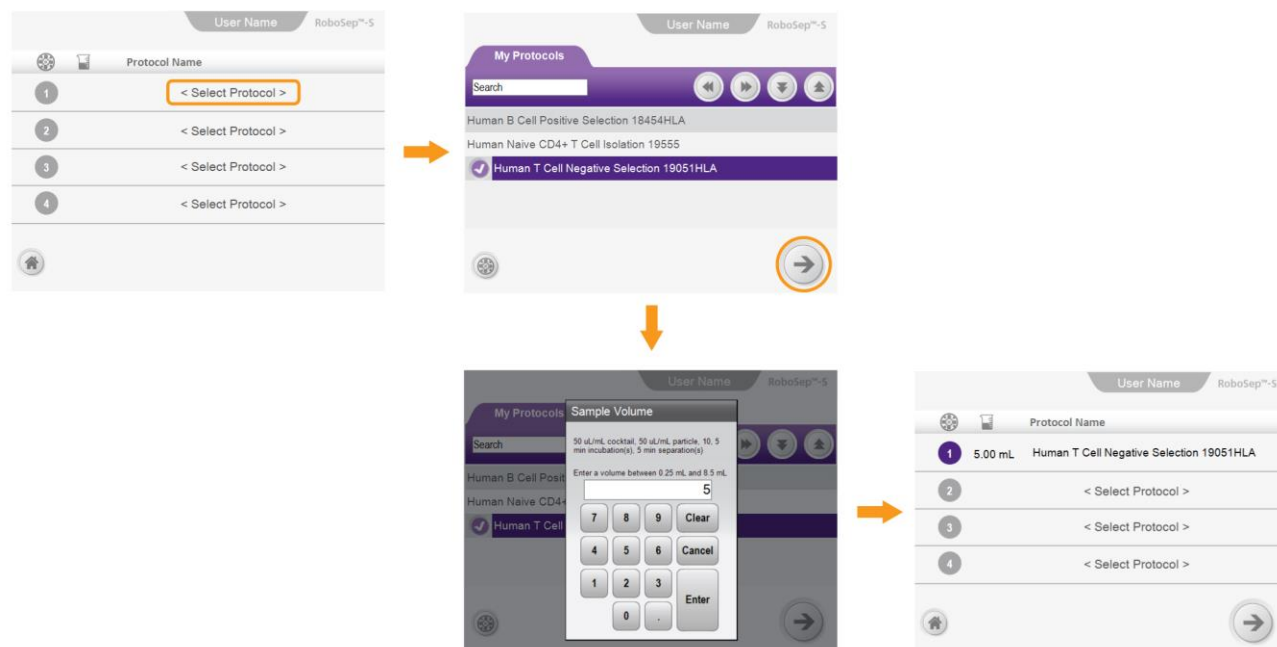 User Name
RoboSep™-S
Protocol Name
1
< Select Protocol >
2
< Select Protocol >
3
< Select Protocol >
4
< Select Protocol >
User Name
RoboSep™-S
My Protocols
Search
Human B Cell Positive Selection 18454HLA
Human Naive CD4+ T Cell Isolation 19555
Human T Cell Negative Selection 19051HLA
User Name
RoboSep™-S
My Protocols
Search
Human B Cell Posit
Human Naive CD4+
Human T Cell
Sample Volume
50 uL/mL cocktail, 50 uL/mL particle, 10, 5
min incubation(s), 5 min separation(s)
Enter a volume between 0.25 mL and 8.5 mL
5
7 8 9 Clear
4 5 6 Cancel
1 2 3
Enter
0 .
User Name
RoboSep™-S
Protocol Name
1 5.00 mL Human T Cell Negative Selection 19051HLA
2
< Select Protocol >
3
< Select Protocol >
4
< Select Protocol >